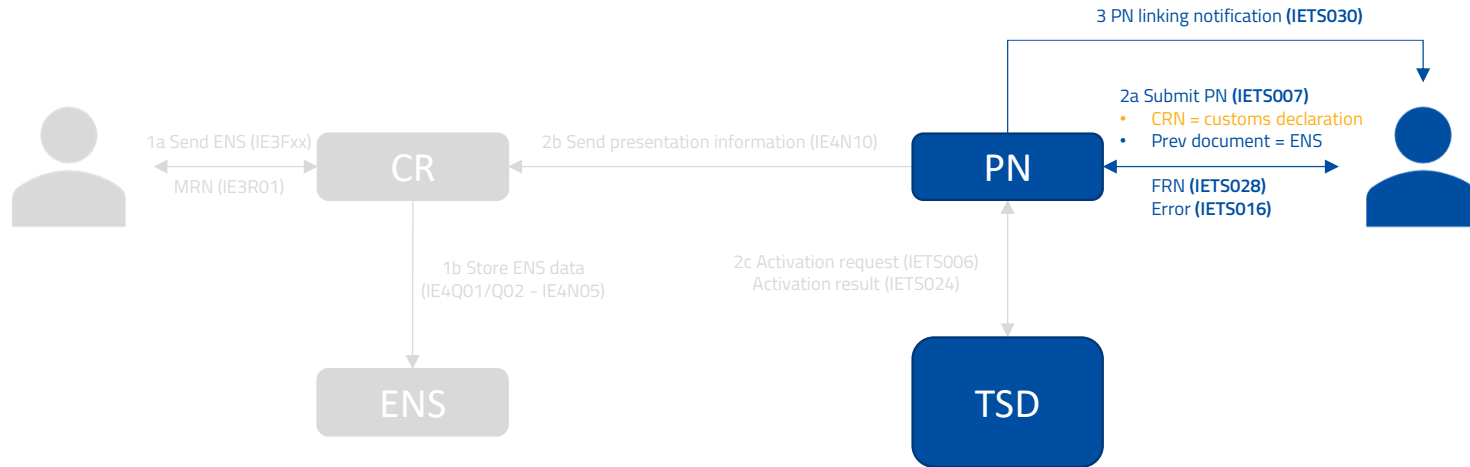 3 PN linking notification (IETS030)
2a Submit PN (IETS007)
• CRN = customs declaration
• Prev document = ENS
1a Send ENS (IE3Fxx)
MRN (IE3R01)
CR
2b Send presentation information (IE4N10)
PN
FRN (IETS028)
Error (IETS016)
1b Store ENS data
(IE4Q01/Q02 - IE4N05)
2c Activation request (IETS006)
Activation result (IETS024)
ENS
TSD